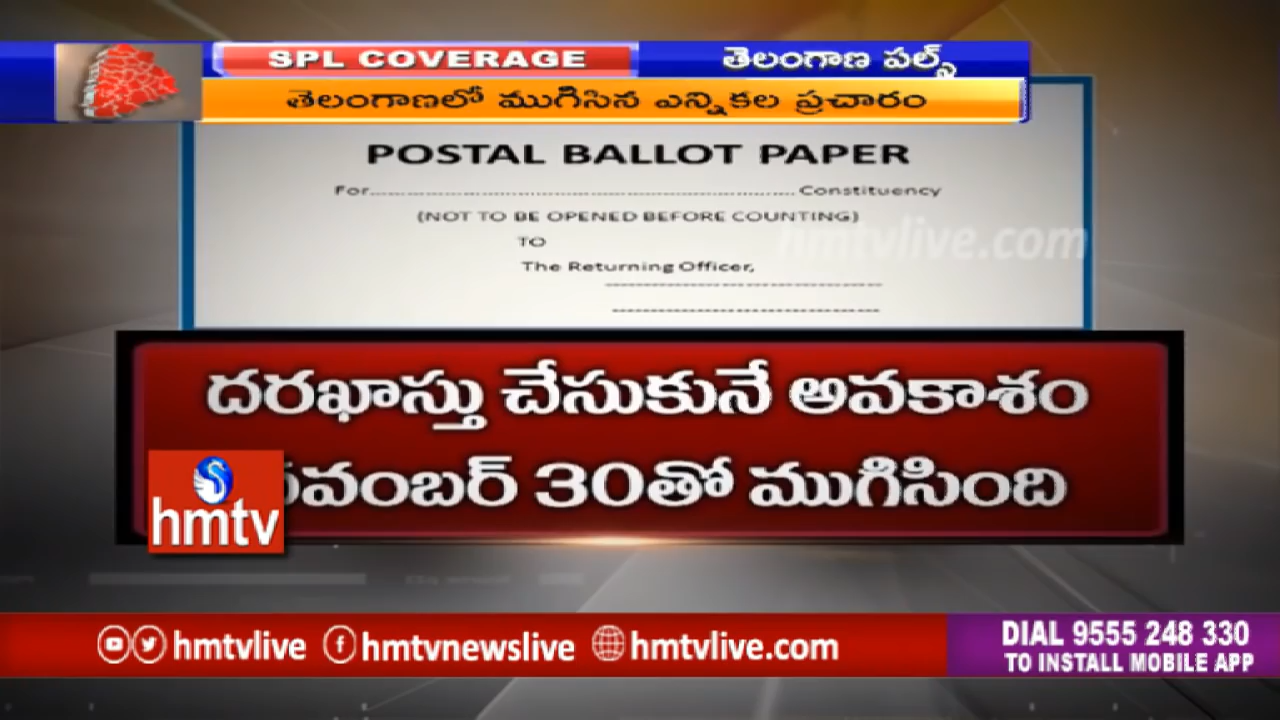 SPL COVERAGE
తెలంగాణ పల్స్
తెలంగాణలో ముగిసిన ఎన్నికల ప్రచారం
POSTAL BALLOT PAPER
For............................................................Constituency
(NOT TO BE OPENED BEFORE COUNTING)
TO
The Returning Officer,
hmtvlive.com
దరఖాస్తు చేసుకునే అవకాశం
30తో ముగిసింది
hmtv
hmtvlive
hmtvnewslive
hmtvlive.com
DIAL 9555 248 330
TO INSTALL MOBILE APP